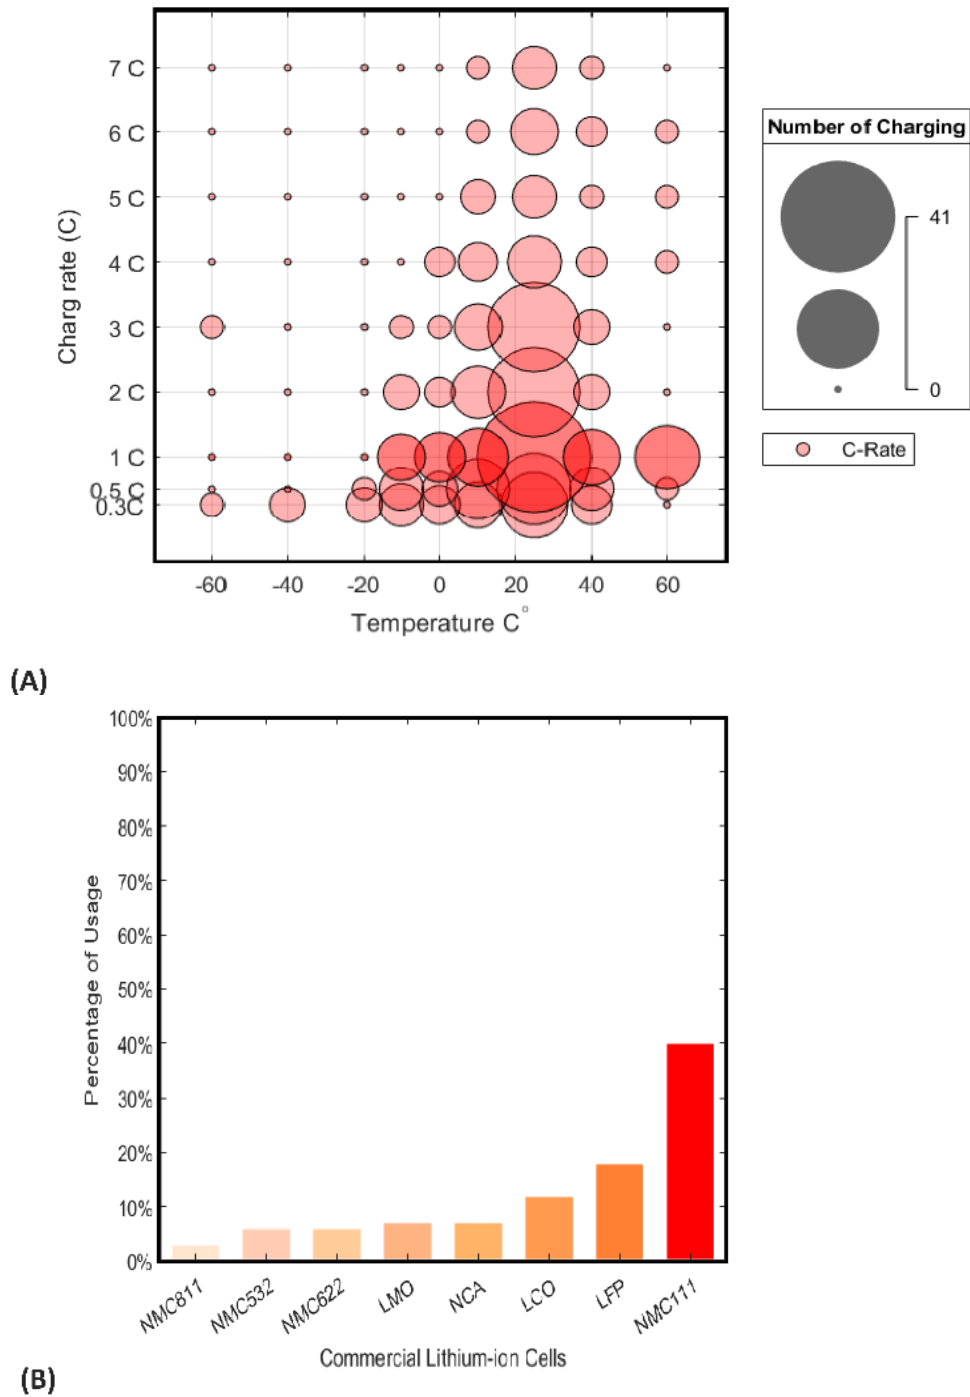 7 C
6 C
5 C
4 C
3 C
2 C
1 C
0.5 C
0.3C
Charg rate (C)
-60 -40 -20 0 20 40 60
Temperature C°
Number of Charging
41
0
C-Rate
(A)
100%
90%
80%
70%
60%
50%
40%
30%
20%
10%
0%
Percentage of Usage
NMC811 NMC532 NMC622 LMO NCA LCO LFP NMC111
Commercial Lithium-ion Cells
(B)